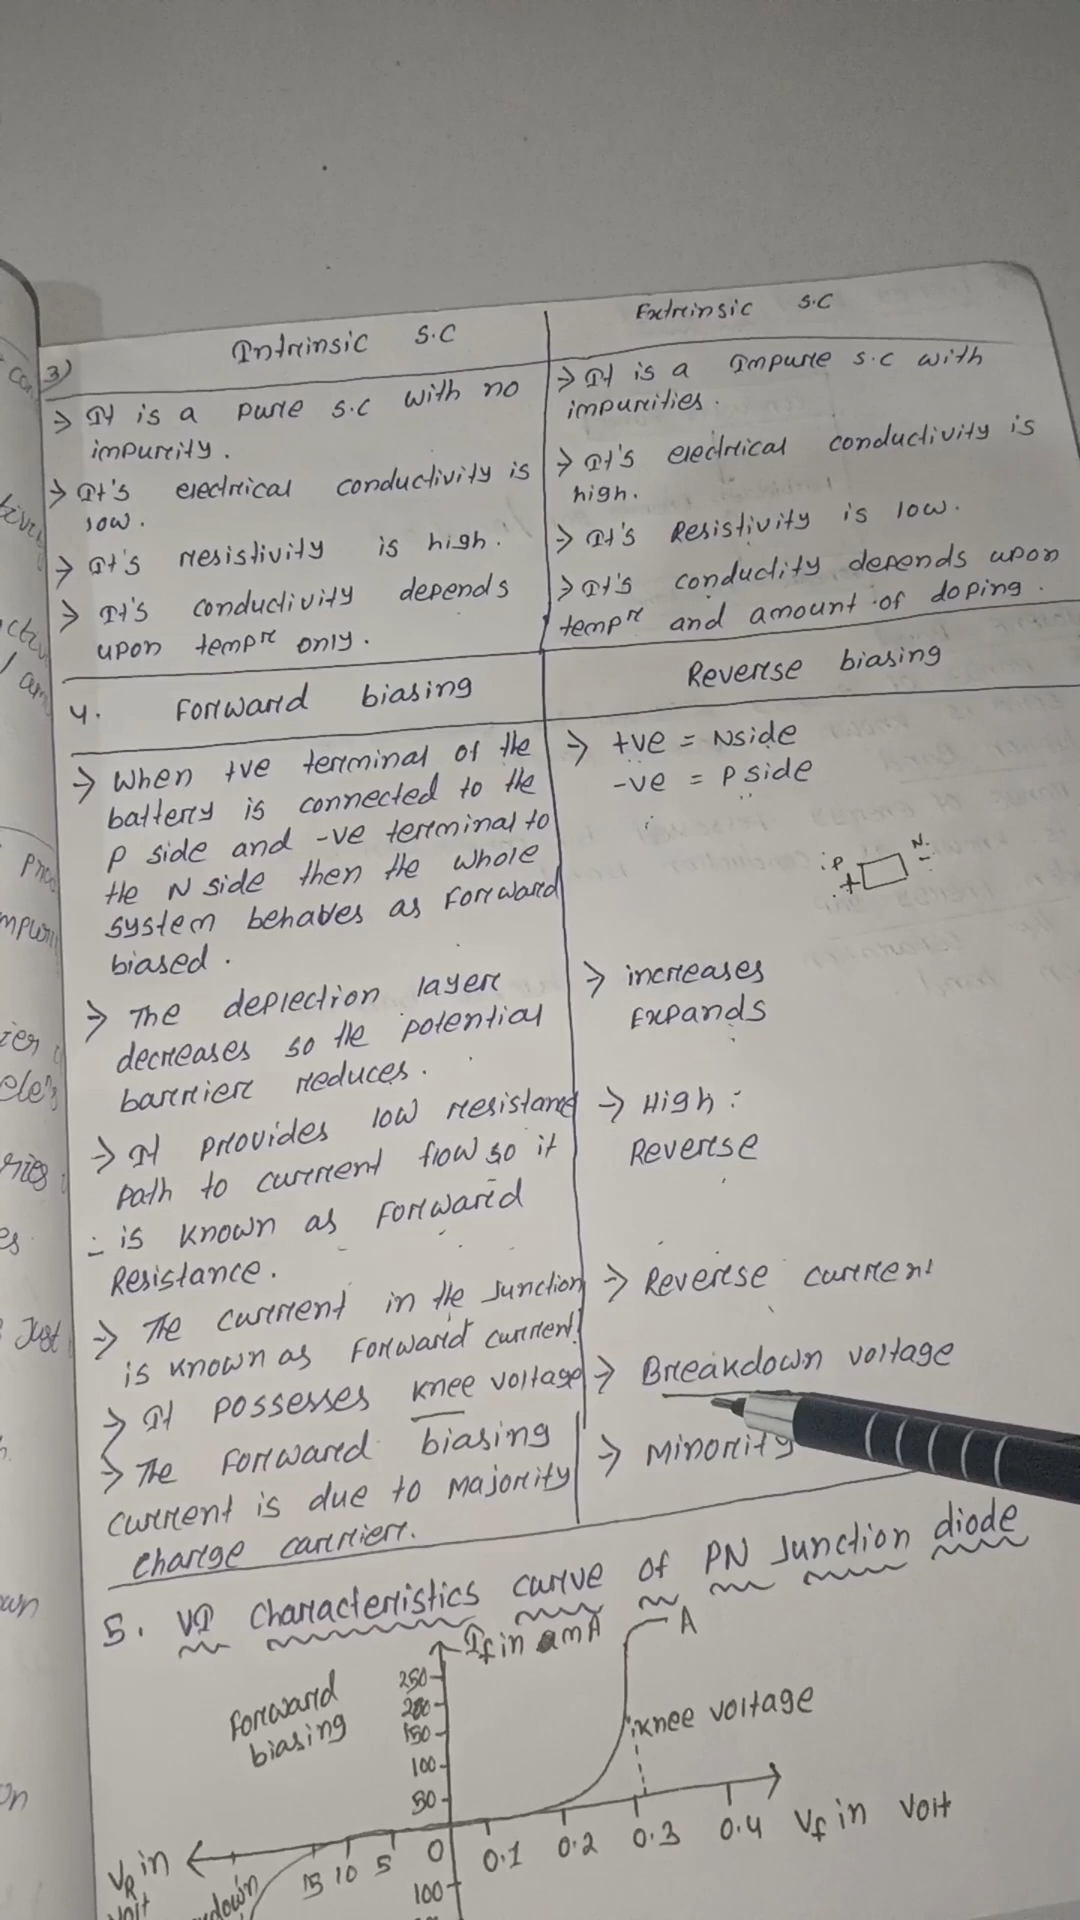 3) Intrinsic S.C
Extrinsic S.C
→ It is a pure s.c with no
impurity.
→ It's electrical conductivity is
low.
→ It's resistivity is high.
→ It's conductivity depends
upon tempr only.
→ It is a Impure s.c with
impurities.
→ It's electrical conductivity is
high.
→ It's Resistivity is low.
→ It's conductity depends upon
tempr and amount of doping.
4. Forward biasing
Reverse biasing
→ When +ve terminal of the
battery is connected to the
P side and -ve terminal to
the N side then the whole
system behabes as Forward
biased.
→ +ve = Nside
-ve = P side
P N
+ -
→ The deplection layer
decreases so the potential
barrier reduces.
→ increases
Expands
→ It provides low resistance
path to current flow so it
is known as Forward
Resistance.
→ High :
Reverse
→ The current in the Junction
is known as Forward current.
→ Reverse current
→ It possesses knee voltage
→ Breakdown voltage
→ The Forward biasing
current is due to majority
charge carrier.
→ Minority
5. VI characteristics curve of PN Junction diode
If in mA
A
Forward
biasing
250
200
150
100
50
knee voltage
0 0.1 0.2 0.3 0.4 Vf in Volt
VR in
Volt
15 10 5
100